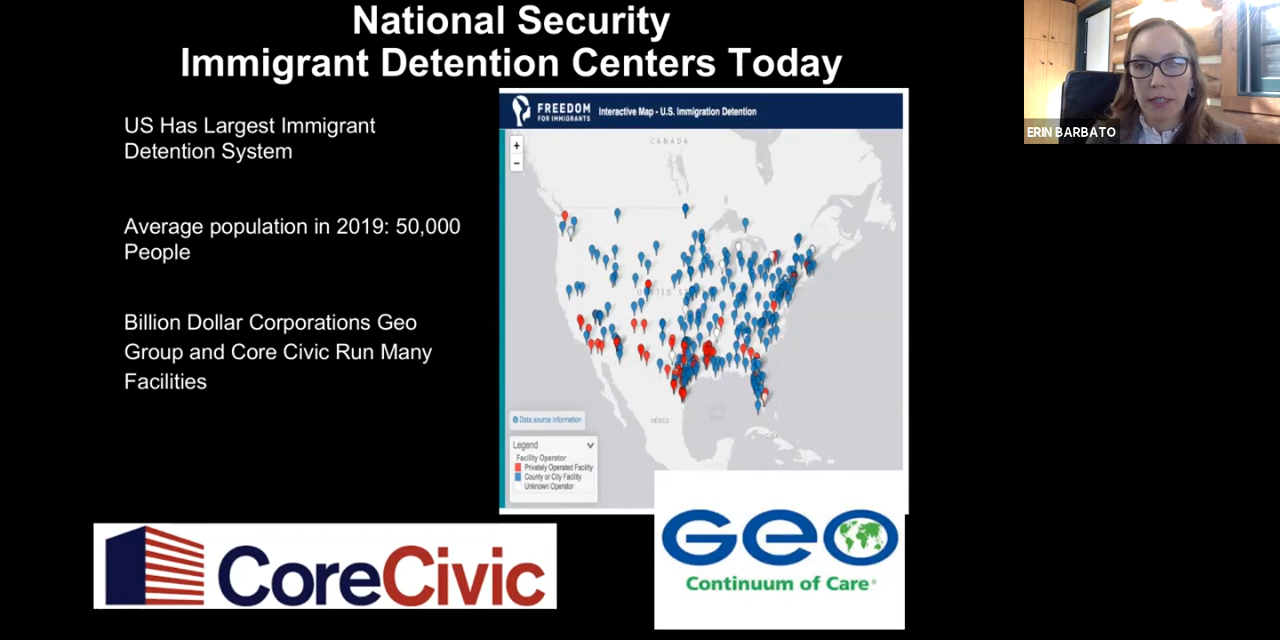 National Security
Immigrant Detention Centers Today
ERIN BARBATO
US Has Largest Immigrant
Detention System
Average population in 2019: 50,000
People
Billion Dollar Corporations Geo
Group and Core Civic Run Many
Facilities
FREEDOM
FOR IMMIGRANTS
Interactive Map - U.S. Immigration Detention
+
−
CANADA
UNITED ST
MÉXICO
Data source information
Legend
Facility Operator
Privately Operated Facility
County or City Facility
Unknown Operator
CoreCivic
Geo
Continuum of Care®